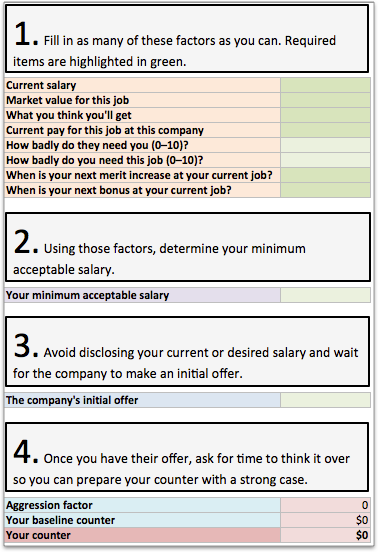 1. Fill in as many of these factors as you can. Required
items are highlighted in green.
Current salary
Market value for this job
What you think you'll get
Current pay for this job at this company
How badly do they need you (0–10)?
How badly do you need this job (0–10)?
When is your next merit increase at your current job?
When is your next bonus at your current job?
2. Using those factors, determine your minimum
acceptable salary.
Your minimum acceptable salary
3. Avoid disclosing your current or desired salary and wait
for the company to make an initial offer.
The company's initial offer
4. Once you have their offer, ask for time to think it over
so you can prepare your counter with a strong case.
Aggression factor 0
Your baseline counter $0
Your counter $0